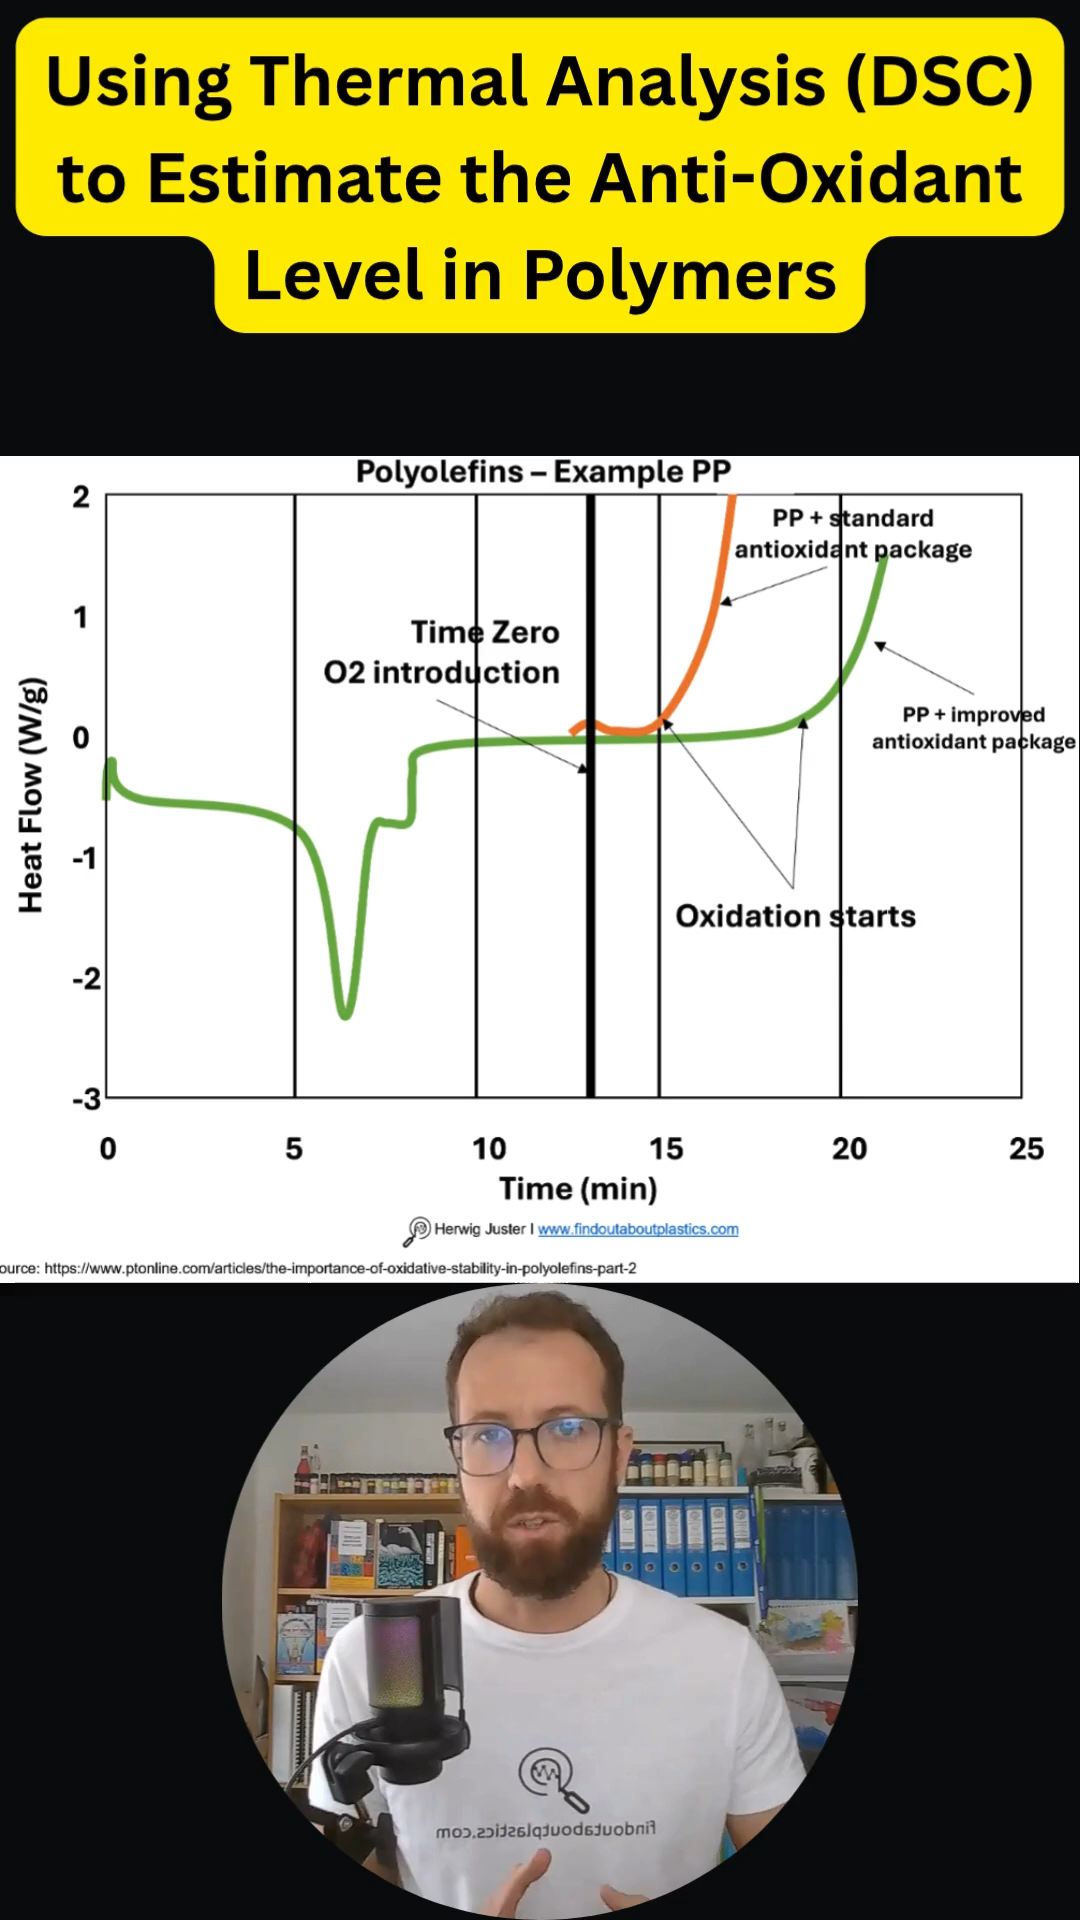 Using Thermal Analysis (DSC)
to Estimate the Anti-Oxidant
Level in Polymers
Polyolefins – Example PP
2
1
0
-1
-2
-3
Heat Flow (W/g)
PP + standard
antioxidant package
Time Zero
O2 introduction
PP + improved
antioxidant package
Oxidation starts
0 5 10 15 20 25
Time (min)
Herwig Juster I www.findoutaboutplastics.com
ource: https://www.ptonline.com/articles/the-importance-of-oxidative-stability-in-polyolefins-part-2
findoutaboutplastics.com